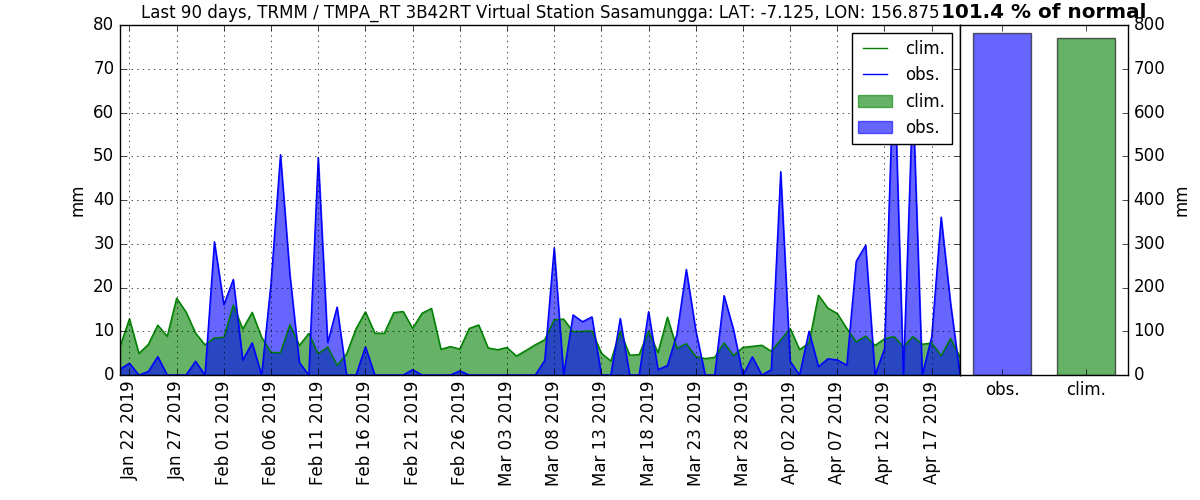 Last 90 days, TRMM / TMPA_RT 3B42RT Virtual Station Sasamungga: LAT: -7.125, LON: 156.875
101.4 % of normal
80
70
60
50
40
30
20
10
0
mm
clim.
obs.
clim.
obs.
800
700
600
500
400
300
200
100
0
mm
obs.
clim.
Jan 22 2019
Jan 27 2019
Feb 01 2019
Feb 06 2019
Feb 11 2019
Feb 16 2019
Feb 21 2019
Feb 26 2019
Mar 03 2019
Mar 08 2019
Mar 13 2019
Mar 18 2019
Mar 23 2019
Mar 28 2019
Apr 02 2019
Apr 07 2019
Apr 12 2019
Apr 17 2019